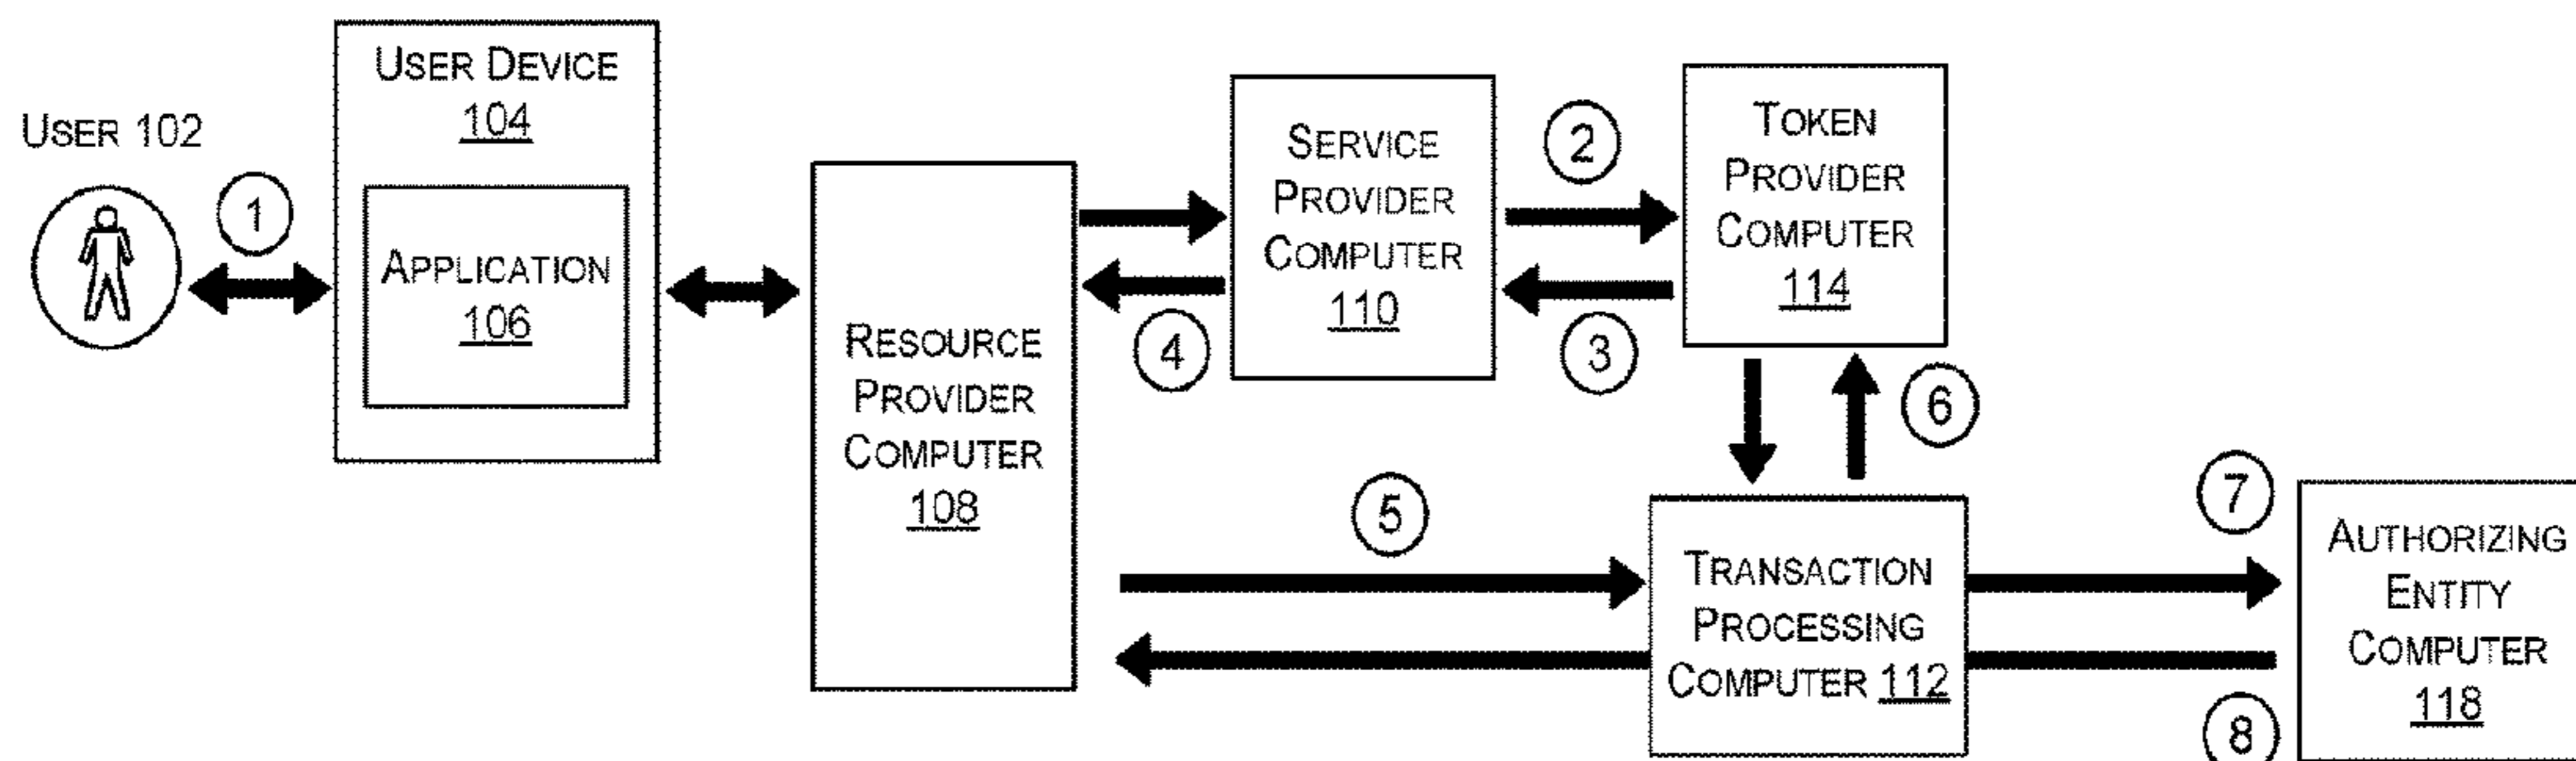 USER 102
1
USER DEVICE
104
APPLICATION
106
RESOURCE
PROVIDER
COMPUTER
108
SERVICE
PROVIDER
COMPUTER
110
2
3
4
TOKEN
PROVIDER
COMPUTER
114
6
5
TRANSACTION
PROCESSING
COMPUTER 112
7
8
AUTHORIZING
ENTITY
COMPUTER
118